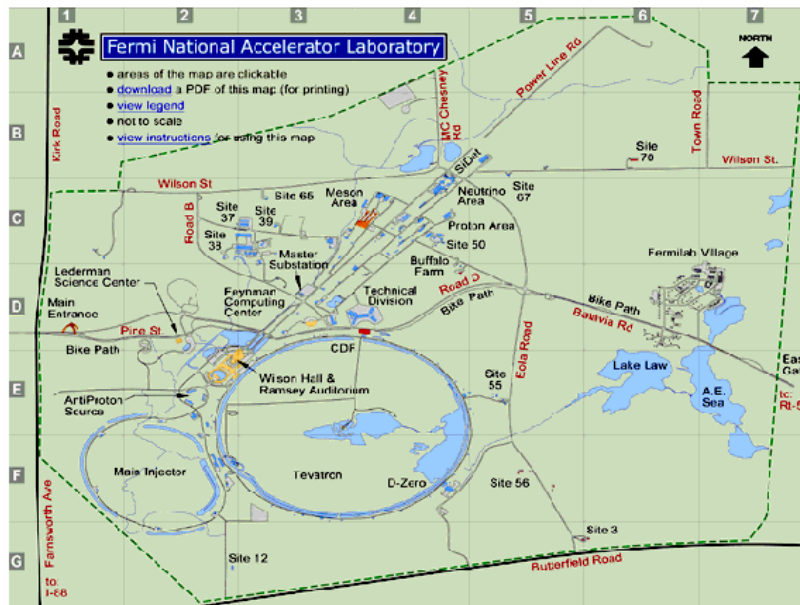 1 2 3 4 5 6 7
A
B
C
D
E
F
G
Fermi National Accelerator Laboratory
• areas of the map are clickable
• download a PDF of this map (for printing)
• view legend
• not to scale
• view instructions for using this map
NORTH
Kirk Road
Power Line Rd
MC Chesney Rd
Town Road
Site 70
Wilson St.
SiDet
Wilson St
Site 65
Meson Area
Neutrino Area
Site 67
Road B
Site 37
Site 39
Site 38
Proton Area
Site 50
Master Substation
Buffalo Farm
Fermilab Village
Lederman Science Center
Feynman Computing Center
Technical Division
Road D
Bike Path
Bike Path
Batavia Rd
Main Entrance
Pine St.
Bike Path
CDF
Eola Road
Wilson Hall & Ramsey Auditorium
Site 55
Lake Law
A.E. Sea
East
to:
AntiProton Source
Main Injector
Tevatron
D-Zero
Site 56
Site 3
Farnsworth Ave
to:
I-88
Site 12
Butterfield Road